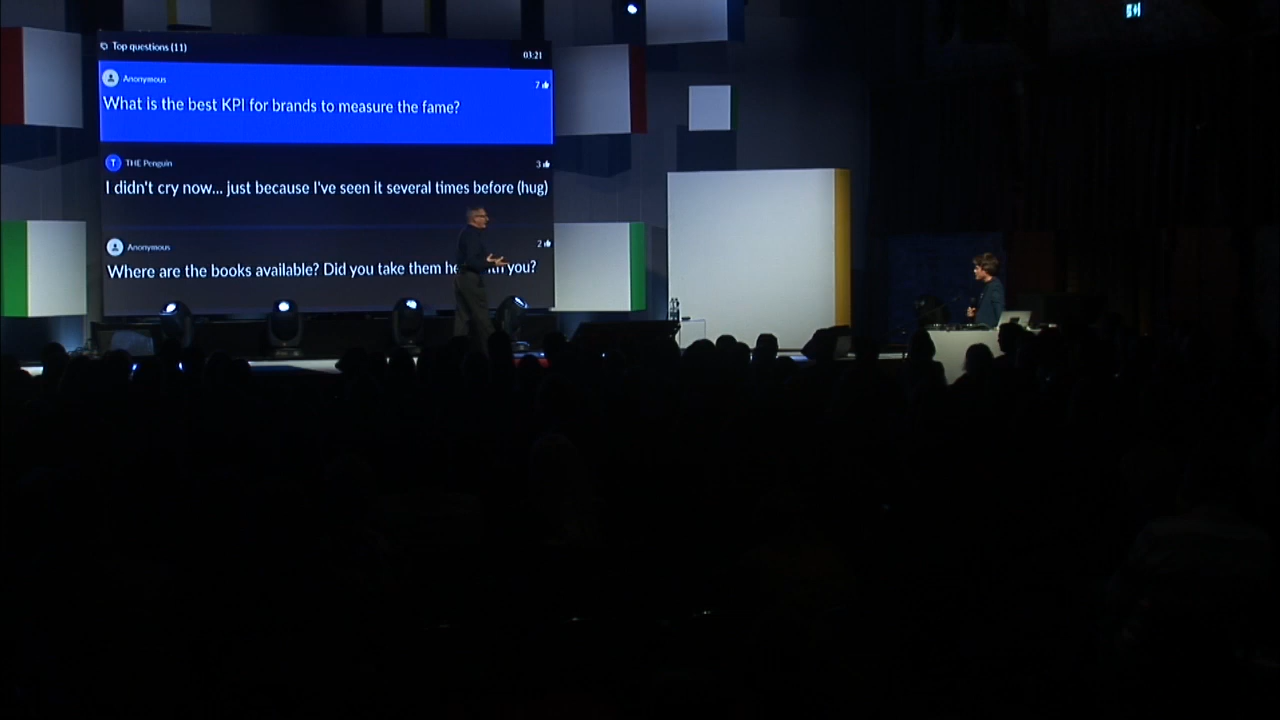 Top questions (11)
03:21
Anonymous
7
What is the best KPI for brands to measure the fame?
T
THE Penguin
3
I didn't cry now... just because I've seen it several times before (hug)
Anonymous
2
Where are the books available? Did you take them you?